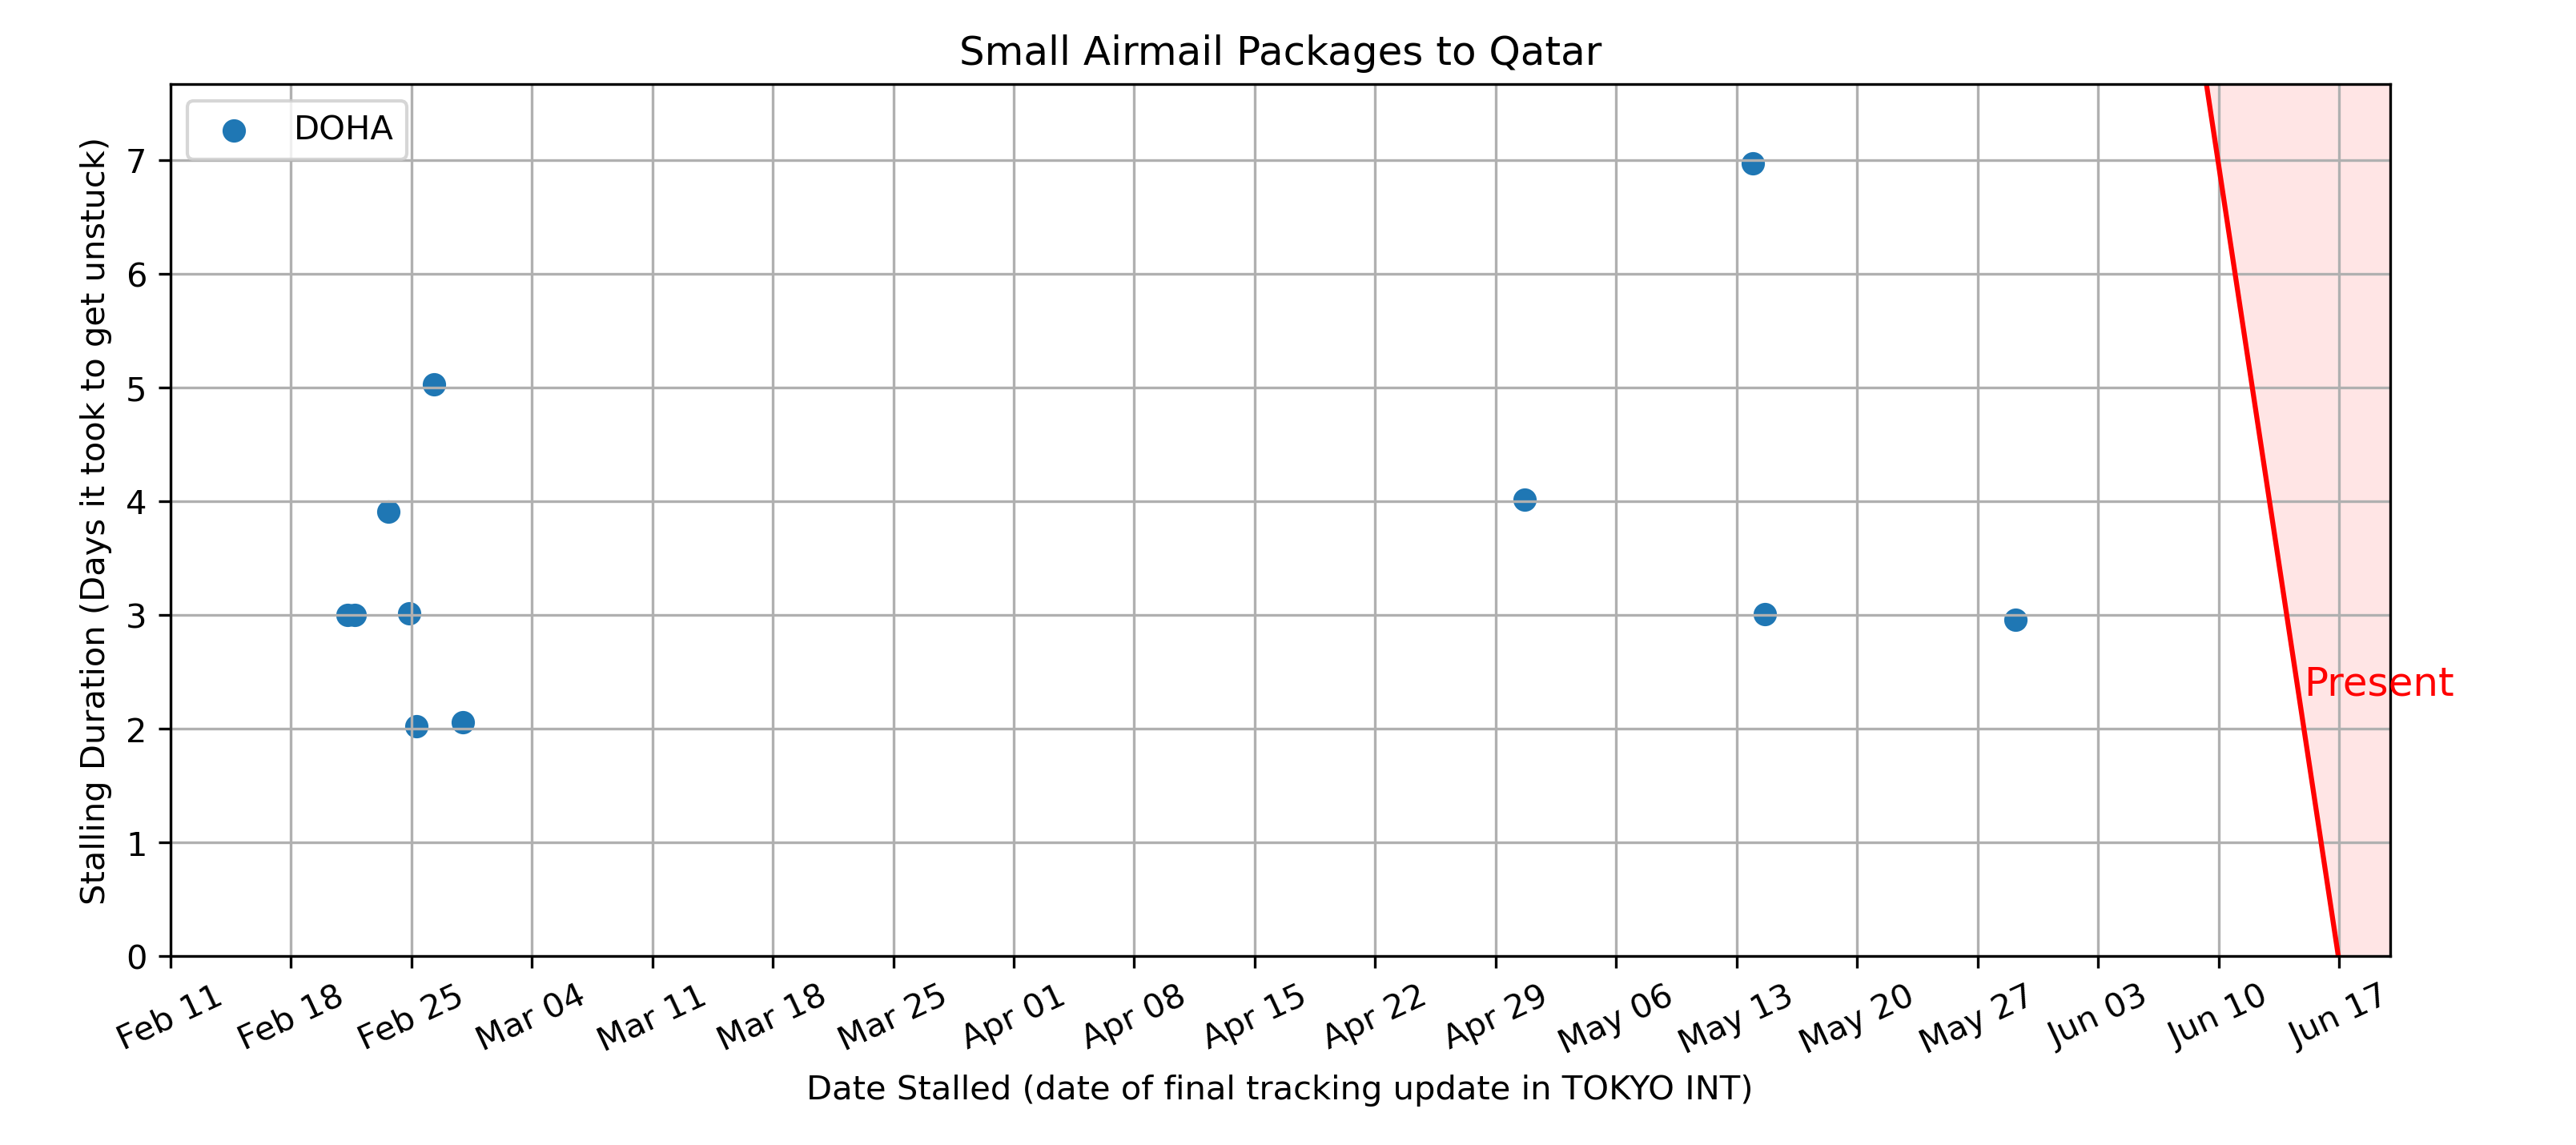 Small Airmail Packages to Qatar
DOHA
Stalling Duration (Days it took to get unstuck)
7
6
5
4
3
2
1
0
Present
Feb 11
Feb 18
Feb 25
Mar 04
Mar 11
Mar 18
Mar 25
Apr 01
Apr 08
Apr 15
Apr 22
Apr 29
May 06
May 13
May 20
May 27
Jun 03
Jun 10
Jun 17
Date Stalled (date of final tracking update in TOKYO INT)